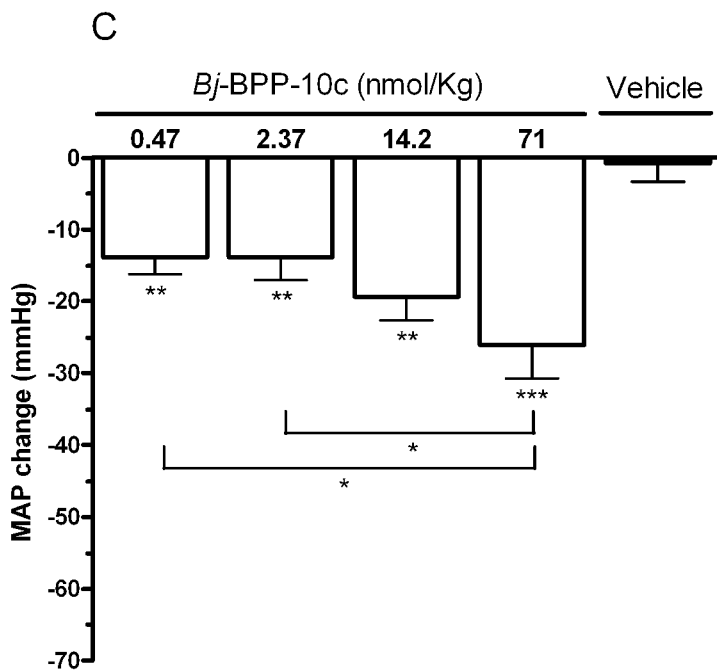 C
Bj-BPP-10c (nmol/Kg)
Vehicle
0.47 2.37 14.2 71
0
-10
-20
-30
-40
-50
-60
-70
MAP change (mmHg)
** ** ** ***
*
*